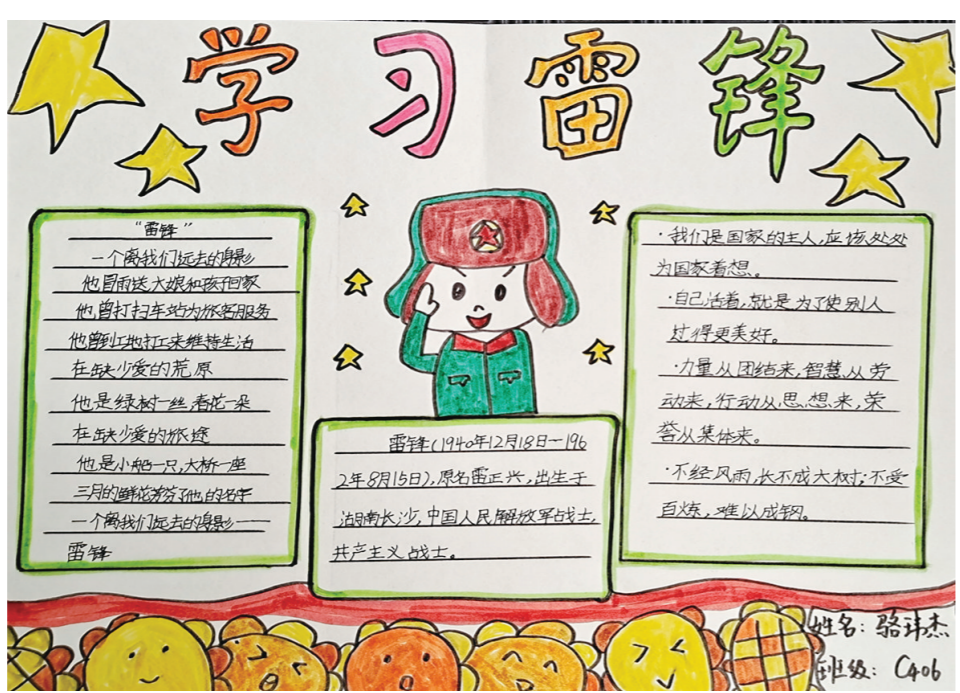 学习雷锋
“雷锋”
一个离我们远去的身影
他冒雨送大娘和孩子回家
他曾打扫车站为旅客服务
他曾到工地打工来维持生活
在缺少爱的荒原
他是绿树一丝,春花一朵
在缺少爱的旅途
他是小船一只,大桥一座
三月的鲜花芬芳了他的名字
一个离我们远去的身影——
雷锋
雷锋(1940年12月18日—196
2年8月15日),原名雷正兴,出生于
湖南长沙,中国人民解放军战士,
共产主义战士。
·我们是国家的主人,应该处处
为国家着想。
·自己活着,就是为了使别人
过得更美好。
·力量从团结来,智慧从劳
动来,行动从思想来,荣
誉从集体来。
·不经风雨,长不成大树;不受
百炼,难以成钢。
姓名:骆玮杰
班级:C406